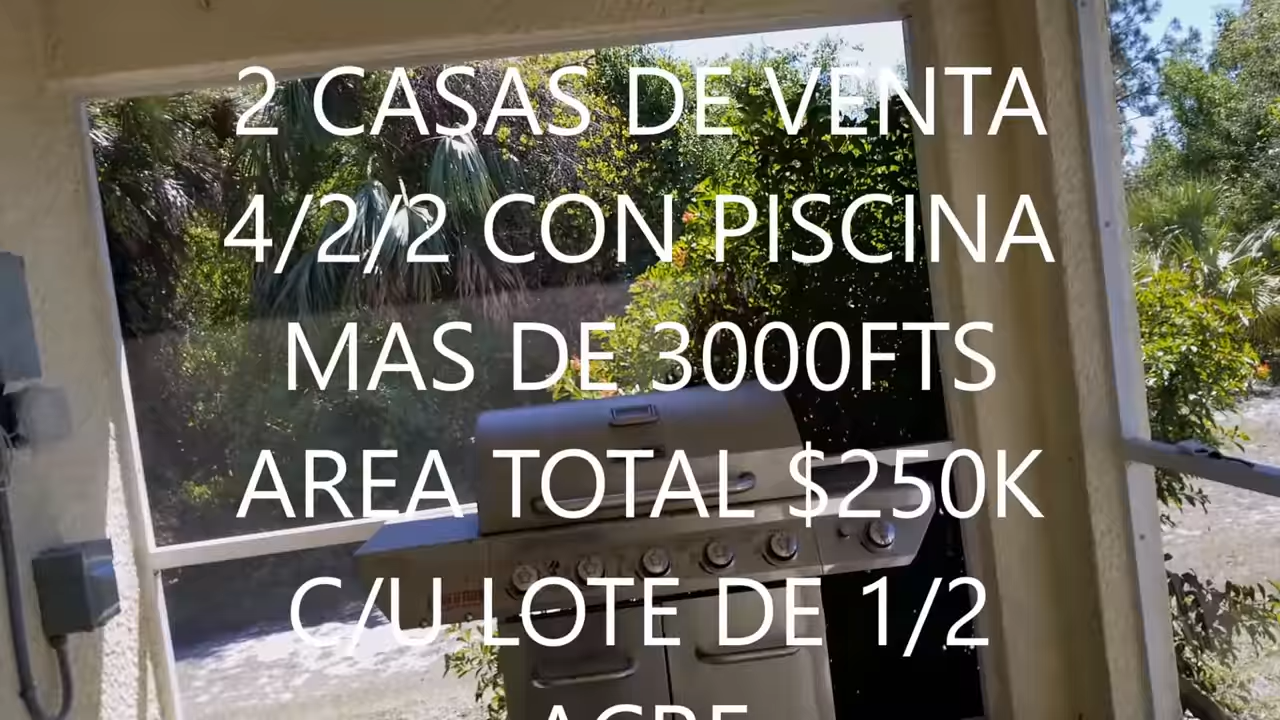 2 CASAS DE VENTA
4/2/2 CON PISCINA
MAS DE 3000FTS
AREA TOTAL $250K
C/U LOTE DE 1/2
ACRE